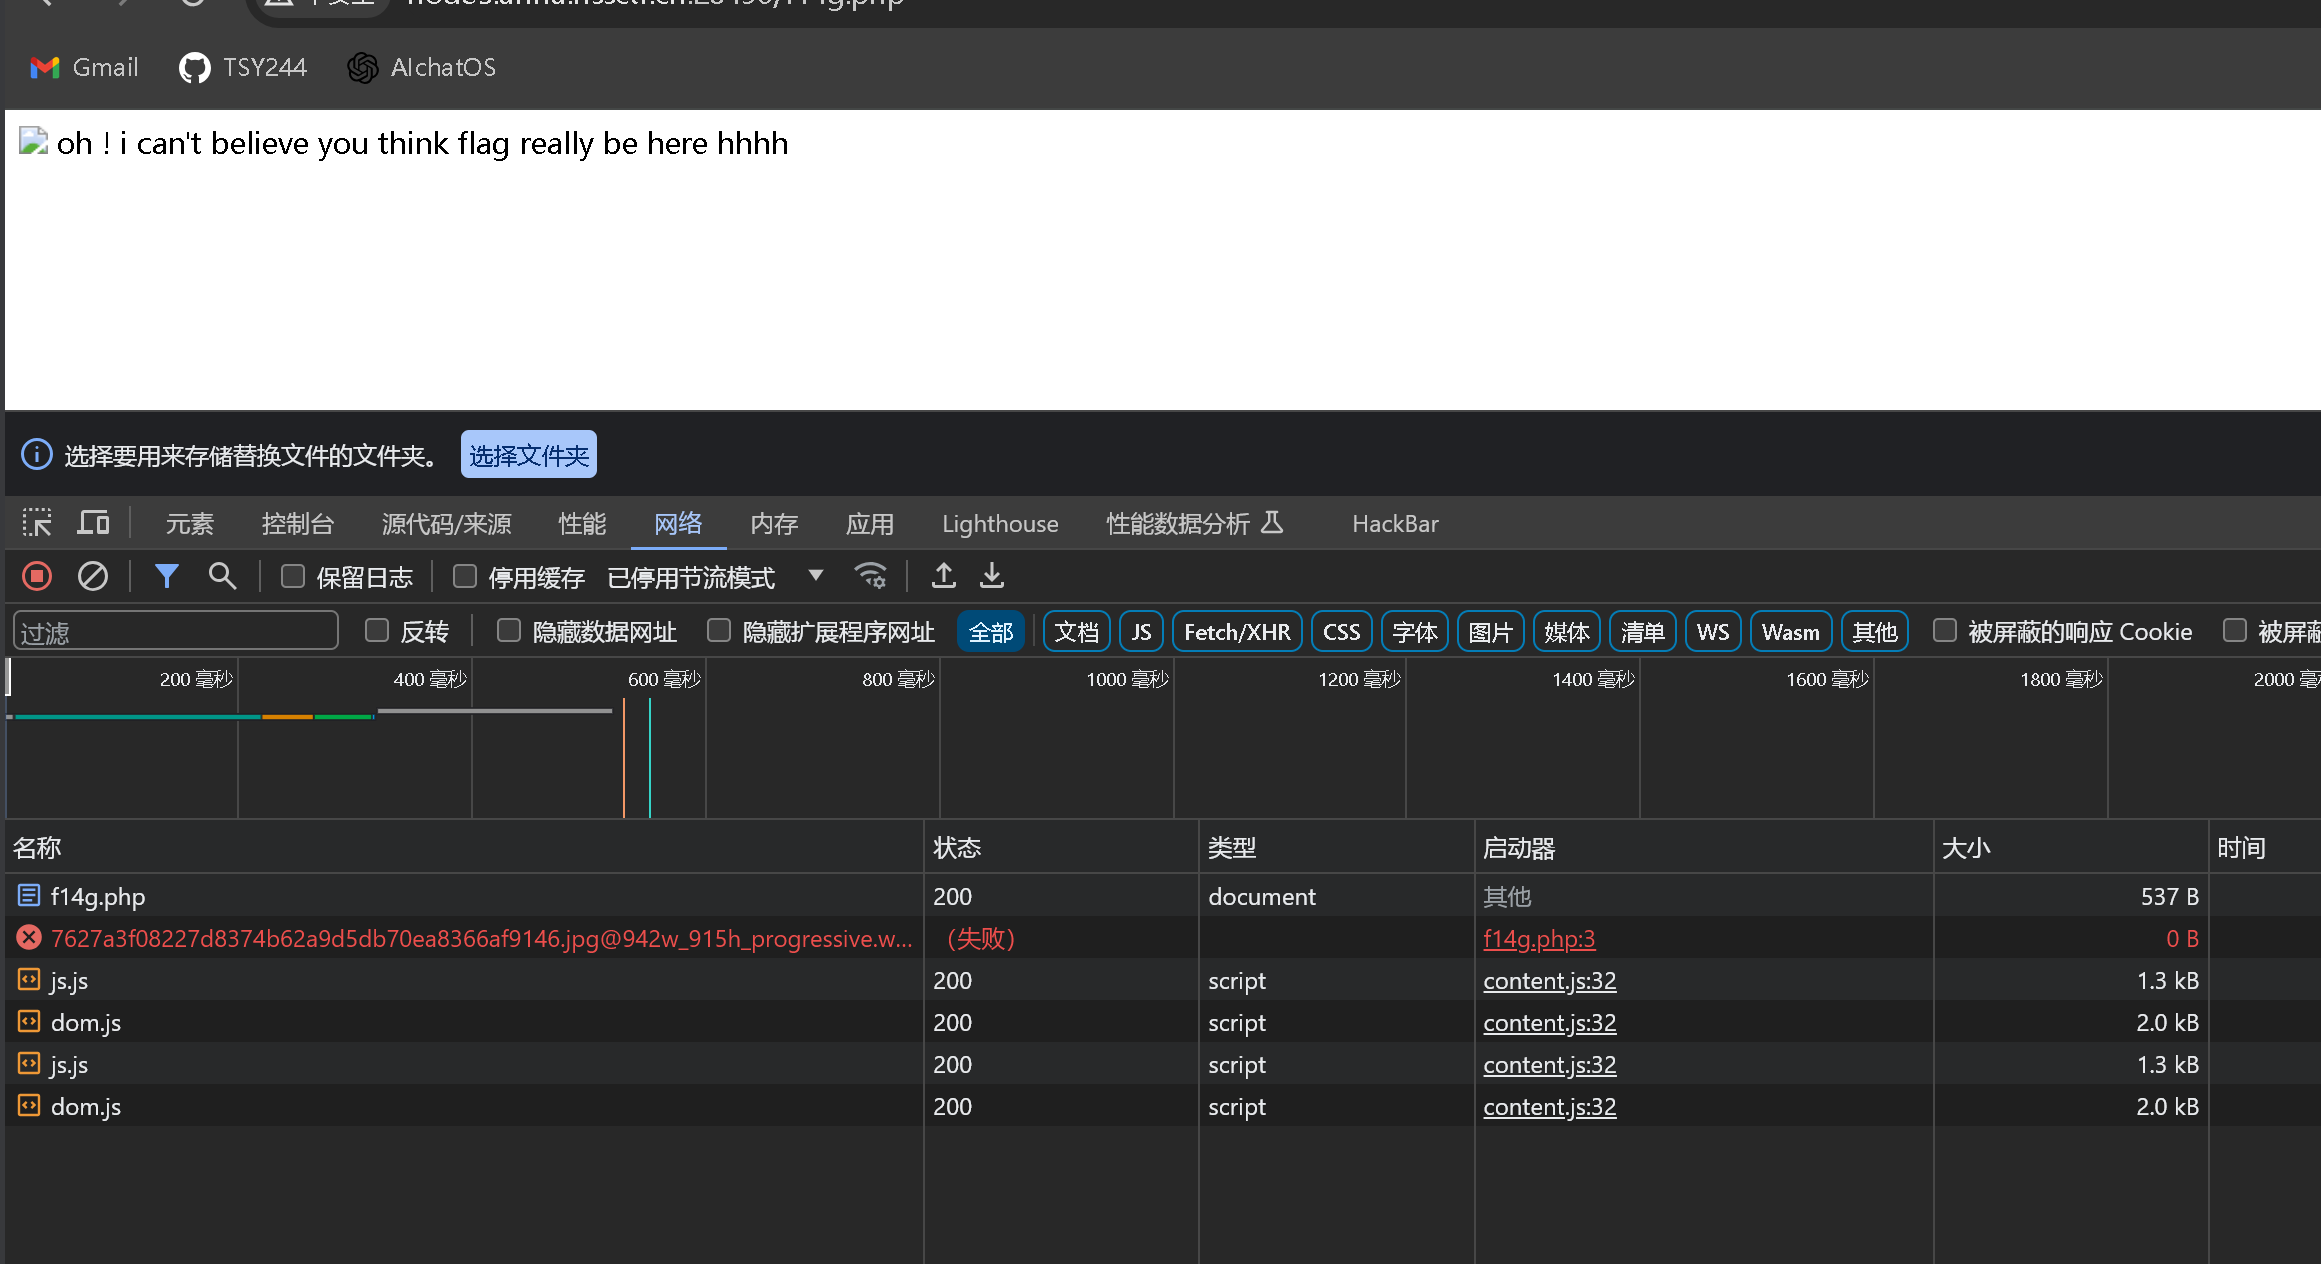 Gmail
TSY244
AIchatOS
oh ! i can't believe you think flag really be here hhhh
选择要用来存储替换文件的文件夹。 选择文件夹
元素 控制台 源代码/来源 性能 网络 内存 应用 Lighthouse 性能数据分析 HackBar
保留日志 停用缓存 已停用节流模式
过滤 反转 隐藏数据网址 隐藏扩展程序网址 全部 文档 JS Fetch/XHR CSS 字体 图片 媒体 清单 WS Wasm 其他 被屏蔽的响应 Cookie 被屏蔽
200 毫秒 400 毫秒 600 毫秒 800 毫秒 1000 毫秒 1200 毫秒 1400 毫秒 1600 毫秒 1800 毫秒 2000 毫秒
名称 状态 类型 启动器 大小 时间
f14g.php 200 document 其他 537 B
7627a3f08227d8374b62a9d5db70ea8366af9146.jpg@942w_915h_progressive.w... （失败） f14g.php:3 0 B
js.js 200 script content.js:32 1.3 kB
dom.js 200 script content.js:32 2.0 kB
js.js 200 script content.js:32 1.3 kB
dom.js 200 script content.js:32 2.0 kB